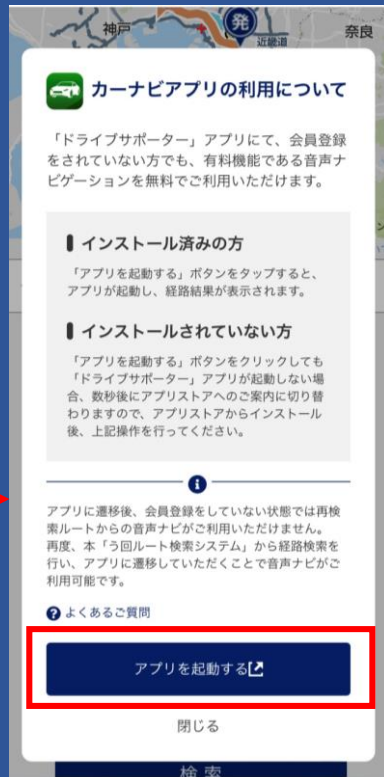 神戸
発
近畿道
奈良
カーナビアプリの利用について
「ドライブサポーター」アプリにて、会員登録
をされていない方でも、有料機能である音声ナ
ビゲーションを無料でご利用いただけます。
インストール済みの方
「アプリを起動する」ボタンをタップすると、
アプリが起動し、経路結果が表示されます。
インストールされていない方
「アプリを起動する」ボタンをクリックしても
「ドライブサポーター」アプリが起動しない場
合、数秒後にアプリストアへのご案内に切り替
わりますので、アプリストアからインストール
後、上記操作を行ってください。
アプリに遷移後、会員登録をしていない状態では再検
索ルートからの音声ナビがご利用いただけません。
再度、本「う回ルート検索システム」から経路検索を
行い、アプリに遷移していただくことで音声ナビがご
利用可能です。
よくあるご質問
アプリを起動する
閉じる
検索